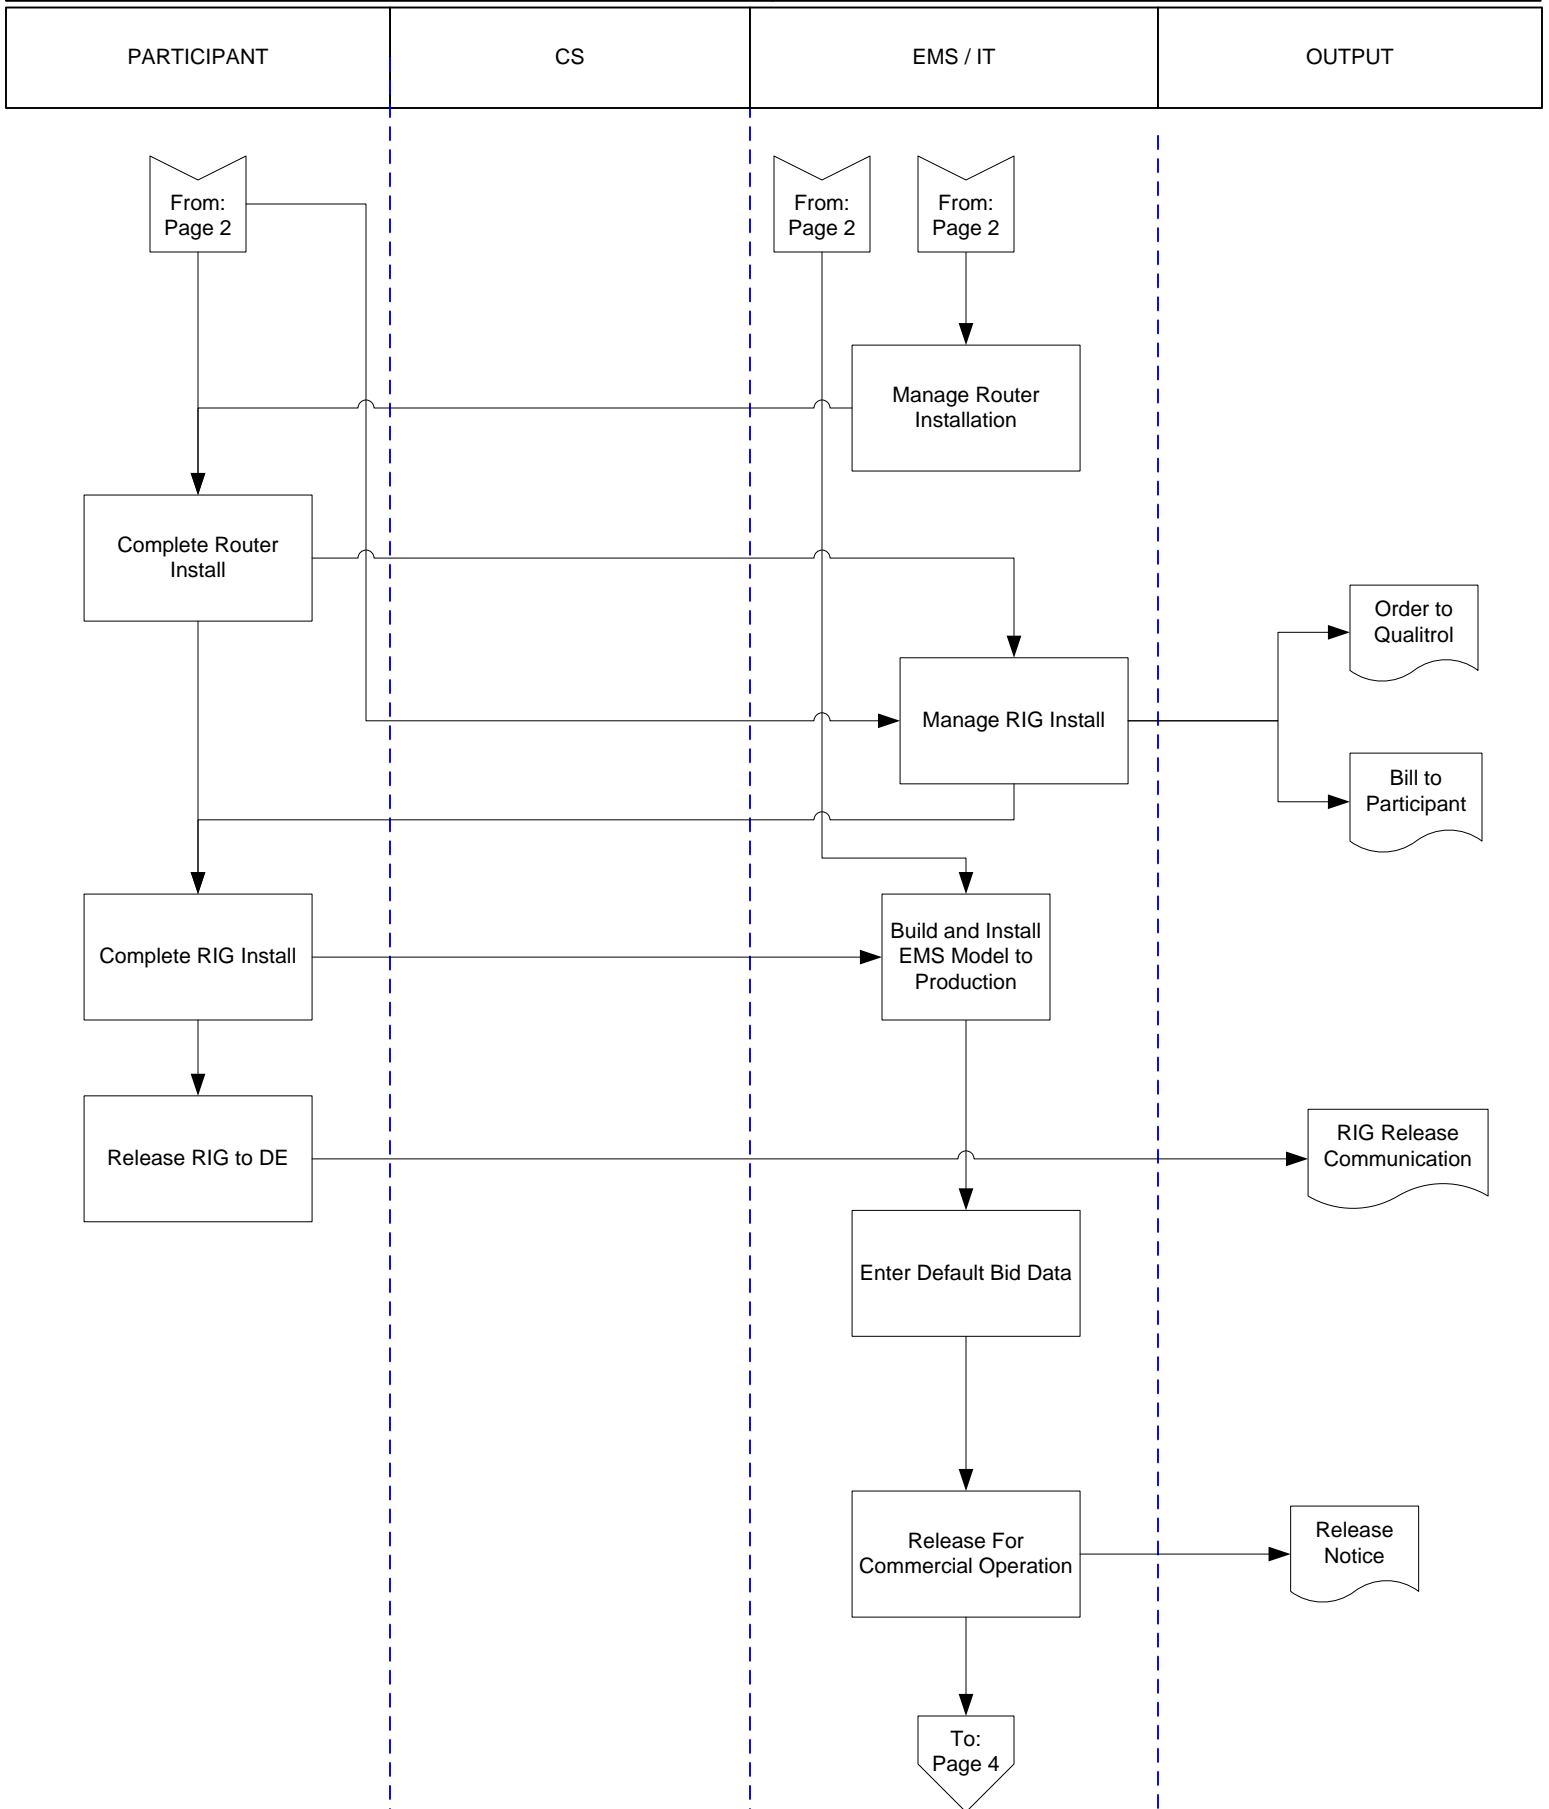 PARTICIPANT
CS
EMS / IT
OUTPUT
From:
Page 2
From:
Page 2
From:
Page 2
Manage Router
Installation
Complete Router
Install
Order to
Qualitrol
Manage RIG Install
Bill to
Participant
Complete RIG Install
Build and Install
EMS Model to
Production
Release RIG to DE
RIG Release
Communication
Enter Default Bid Data
Release For
Commercial Operation
Release
Notice
To:
Page 4